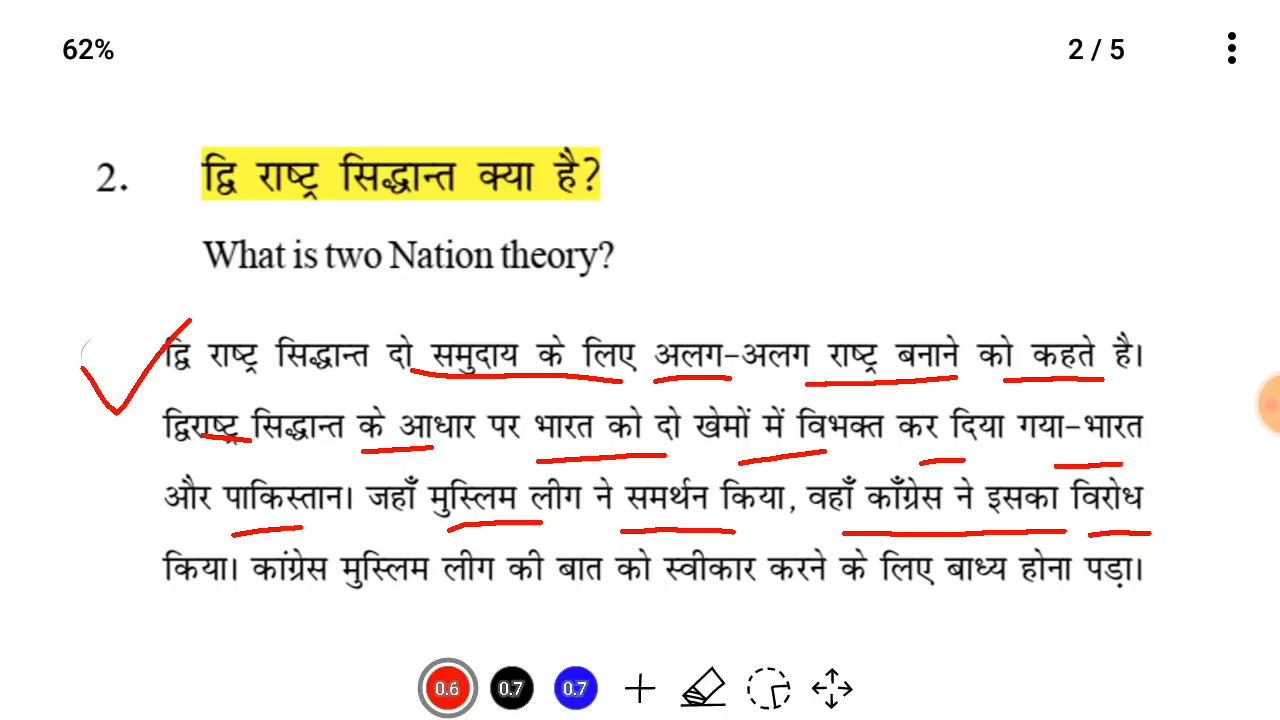 62%
2 / 5
2. द्वि राष्ट्र सिद्धान्त क्या है?
What is two Nation theory?
द्वि राष्ट्र सिद्धान्त दो समुदाय के लिए अलग-अलग राष्ट्र बनाने को कहते है।
द्विराष्ट्र सिद्धान्त के आधार पर भारत को दो खेमों में विभक्त कर दिया गया-भारत
और पाकिस्तान। जहाँ मुस्लिम लीग ने समर्थन किया, वहाँ काँग्रेस ने इसका विरोध
किया। कांग्रेस मुस्लिम लीग की बात को स्वीकार करने के लिए बाध्य होना पड़ा।
0.6 0.7 0.7